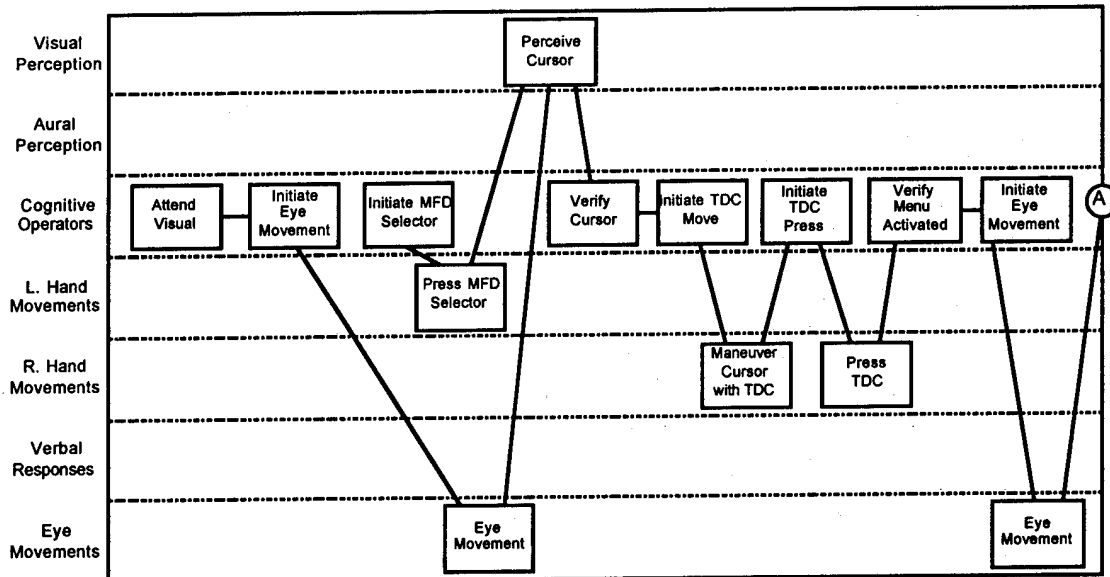 Visual
Perception
Perceive
Cursor
Aural
Perception
Cognitive
Operators
Attend
Visual
Initiate
Eye
Movement
Initiate MFD
Selector
Verify
Cursor
Initiate TDC
Move
Initiate
TDC
Press
Verify
Menu
Activated
Initiate
Eye
Movement
A
L. Hand
Movements
Press MFD
Selector
R. Hand
Movements
Maneuver
Cursor
with TDC
Press
TDC
Verbal
Responses
Eye
Movements
Eye
Movement
Eye
Movement